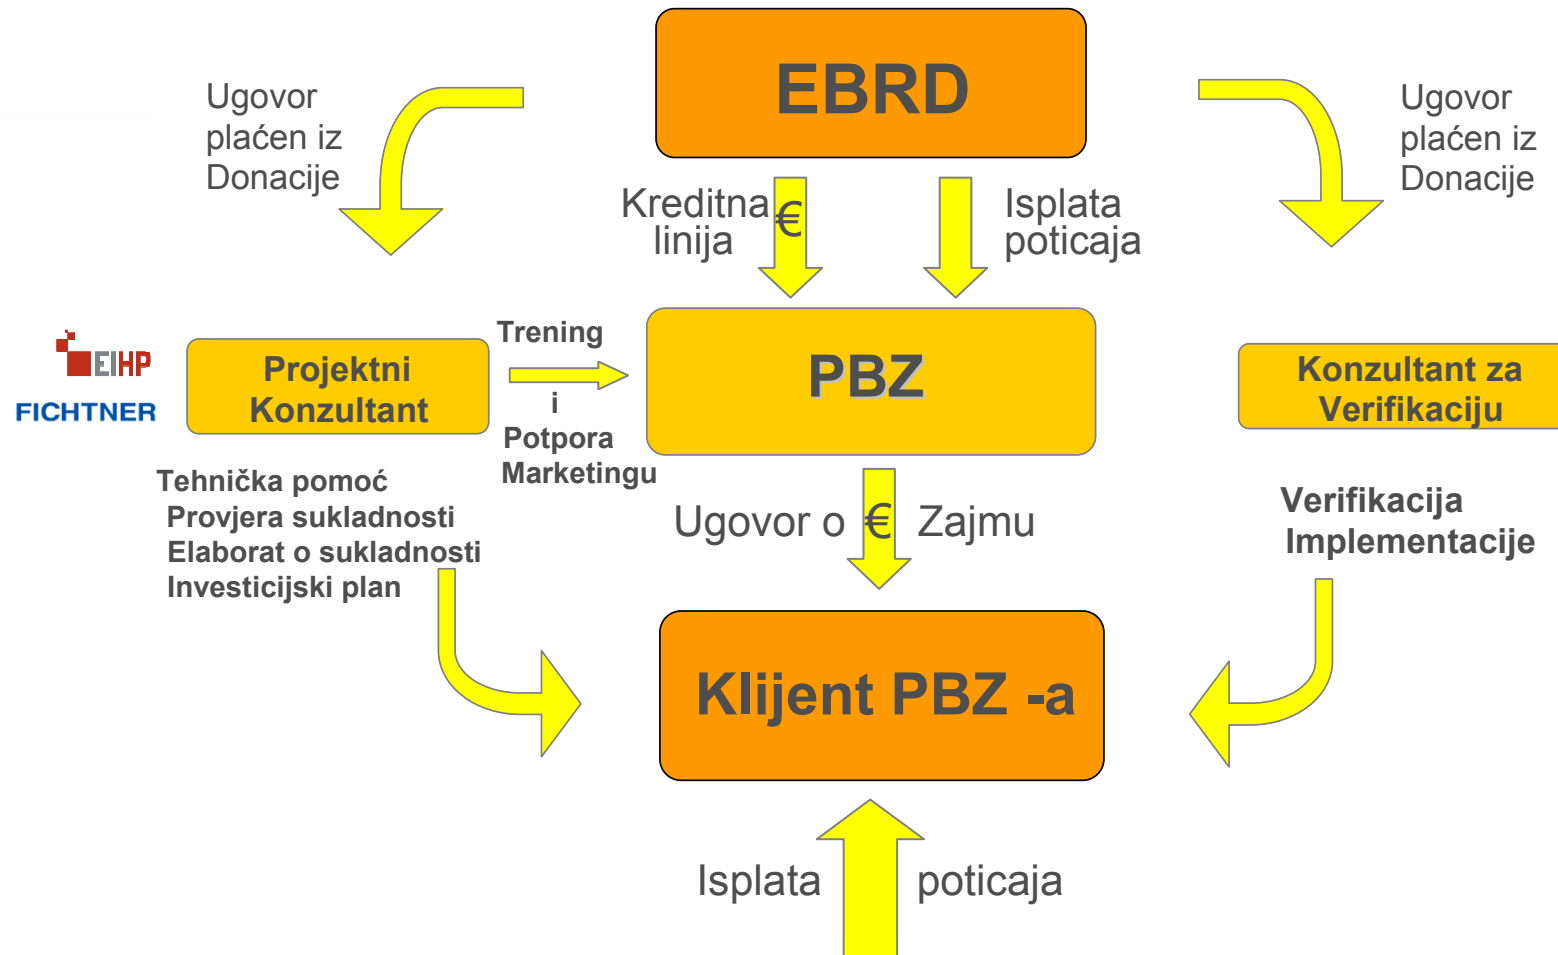 EBRD
Ugovor
plaćen iz
Donacije
Ugovor
plaćen iz
Donacije
Kreditna €
linija
Isplata
poticaja
EIHP
FICHTNER
Projektni
Konzultant
Trening
i
Potpora
Marketingu
PBZ
Konzultant za
Verifikaciju
Tehnička pomoć
Provjera sukladnosti
Elaborat o sukladnosti
Investicijski plan
Ugovor o € Zajmu
Verifikacija
Implementacije
Klijent PBZ -a
Isplata poticaja